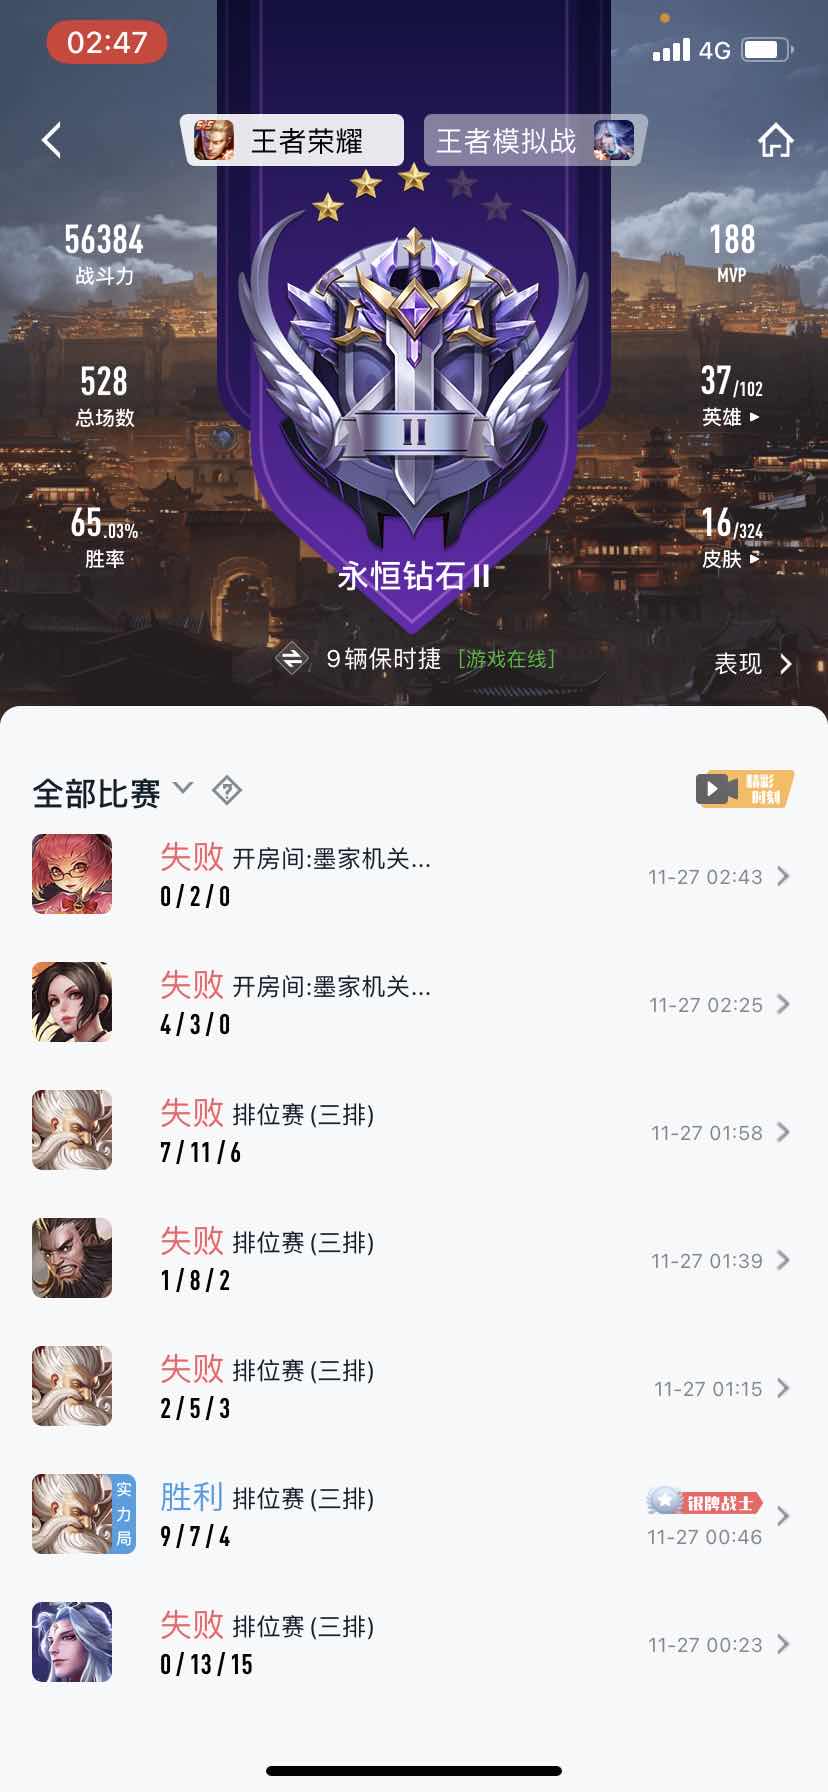 02:47
4G
王者荣耀
王者模拟战
56384
战斗力
188
MVP
528
总场数
37/102
英雄
65.03%
胜率
16/324
皮肤
II
永恒钻石II
9辆保时捷 [游戏在线]
表现
全部比赛
?
精彩
时刻
失败 开房间:墨家机关...
0/2/0
11-27 02:43
失败 开房间:墨家机关...
4/3/0
11-27 02:25
失败 排位赛 (三排)
7/11/6
11-27 01:58
失败 排位赛 (三排)
1/8/2
11-27 01:39
失败 排位赛 (三排)
2/5/3
11-27 01:15
实力局
胜利 排位赛 (三排)
9/7/4
银牌战士
11-27 00:46
失败 排位赛 (三排)
0/13/15
11-27 00:23